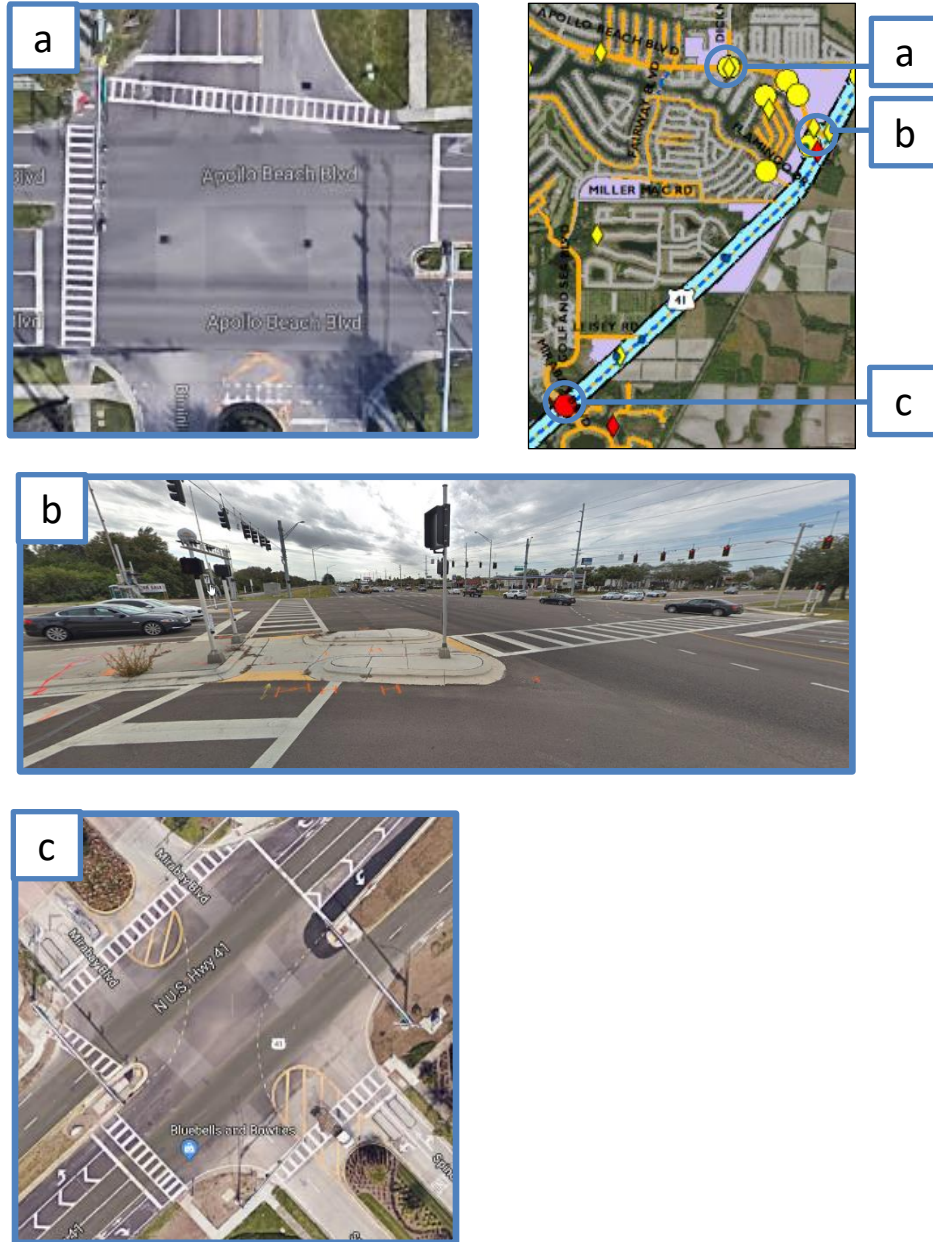 a
Apollo Beach Blvd
Apollo Beach Blvd
APOLLO BEACH BLVD
FAIRWAY BLVD
FLAMINGO DR
MILLER MAC RD
GOLF AND SEA BLVD
41
LEISEY RD
a
b
c
b
c
Mirabay Blvd
Mirabay Blvd
N U.S. Hwy 41
41
Bluebells and Bowties